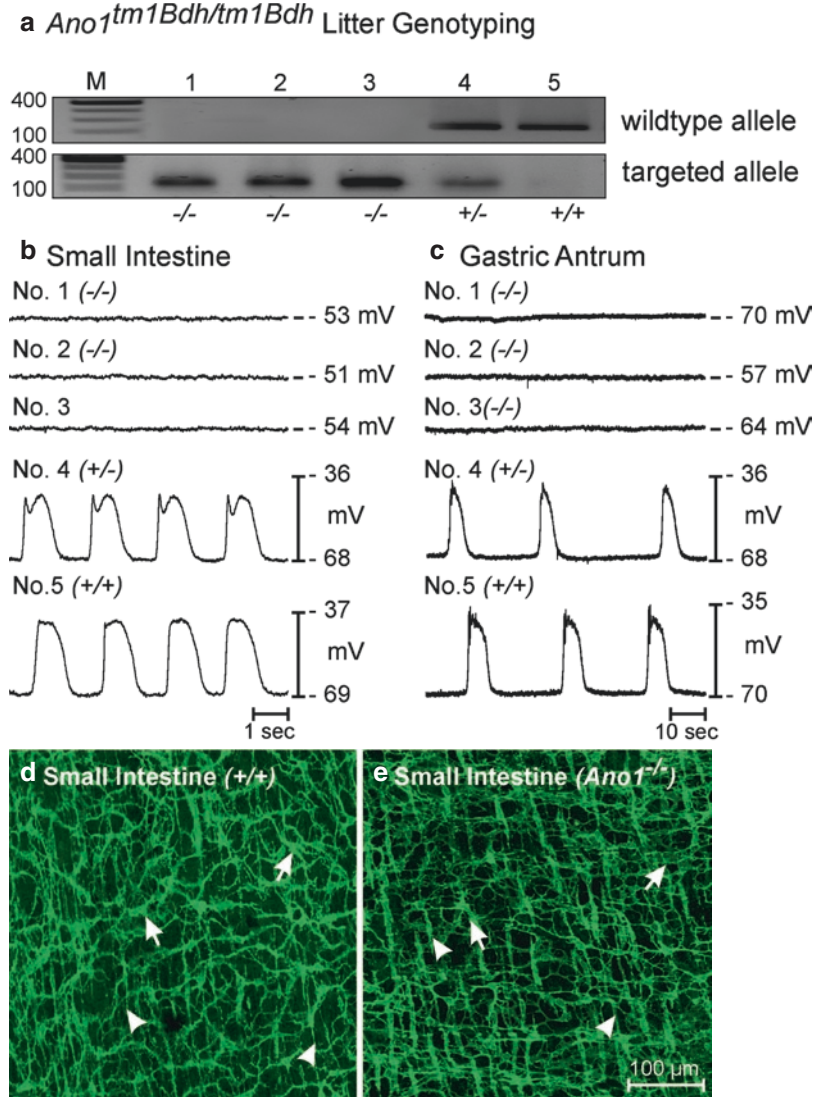 a Ano1tm1Bdh/tm1Bdh Litter Genotyping
M 1 2 3 4 5
400
100
wildtype allele
400
100
targeted allele
-/- -/- -/- +/- +/+
b Small Intestine
No. 1 (-/-)
- 53 mV
No. 2 (-/-)
- 51 mV
No. 3
- 54 mV
No. 4 (+/-)
- 36
mV
- 68
No.5 (+/+)
- 37
mV
- 69
1 sec
c Gastric Antrum
No. 1 (-/-)
- 70 mV
No. 2 (-/-)
- 57 mV
No. 3(-/-)
- 64 mV
No. 4 (+/-)
- 36
mV
- 68
No.5 (+/+)
- 35
mV
- 70
10 sec
d Small Intestine (+/+)
e Small Intestine (Ano1-/-)
100 µm